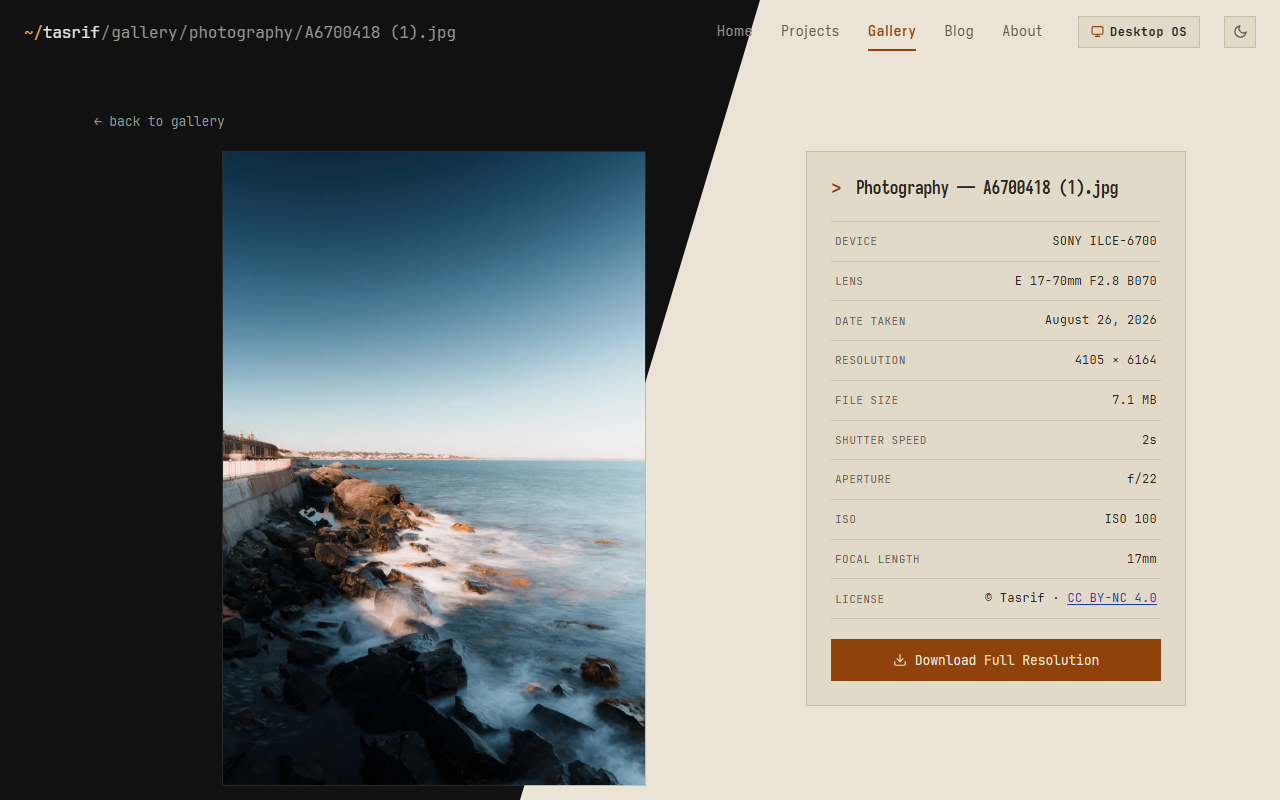 ~/tasrif/gallery/photography/A6700418 (1).jpg
Home Projects Gallery Blog About Desktop OS
← back to gallery
> Photography — A6700418 (1).jpg
DEVICE SONY ILCE-6700
LENS E 17-70mm F2.8 B070
DATE TAKEN August 26, 2026
RESOLUTION 4105 × 6164
FILE SIZE 7.1 MB
SHUTTER SPEED 2s
APERTURE f/22
ISO ISO 100
FOCAL LENGTH 17mm
LICENSE © Tasrif · CC BY-NC 4.0
Download Full Resolution